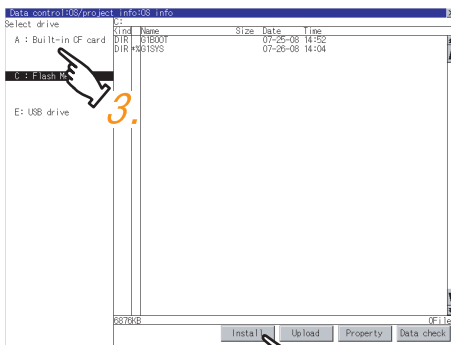 Data control:OS/project info:OS info
Select drive
C:
Kind Name Size Date Time
A : Built-in CF card
DIR G1BOOT 07-25-08 14:52
DIR *%G1SYS 07-26-08 14:04
C : Flash
E: USB drive
3.
6876KB 0File
Install Upload Property Data check